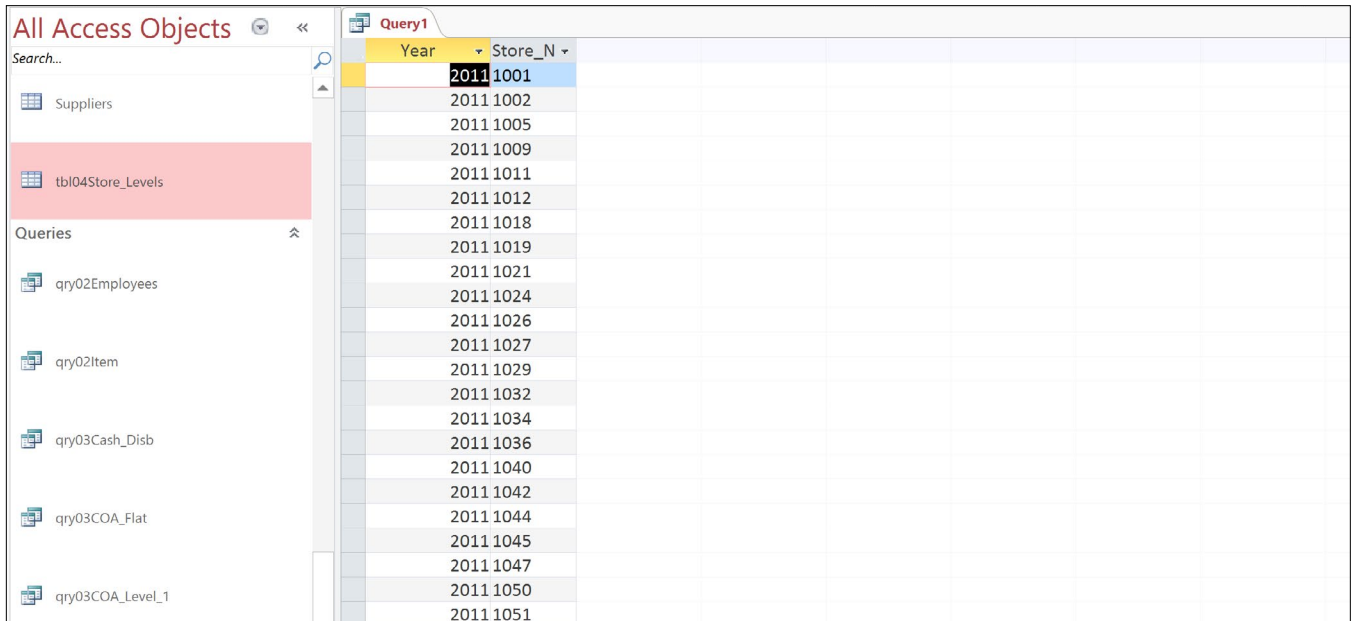 All Access Objects
Search...
Suppliers
tbl04Store_Levels
Queries
qry02Employees
qry02Item
qry03Cash_Disb
qry03COA_Flat
qry03COA_Level_1
Query1
Year Store_N
2011 1001
2011 1002
2011 1005
2011 1009
2011 1011
2011 1012
2011 1018
2011 1019
2011 1021
2011 1024
2011 1026
2011 1027
2011 1029
2011 1032
2011 1034
2011 1036
2011 1040
2011 1042
2011 1044
2011 1045
2011 1047
2011 1050
2011 1051